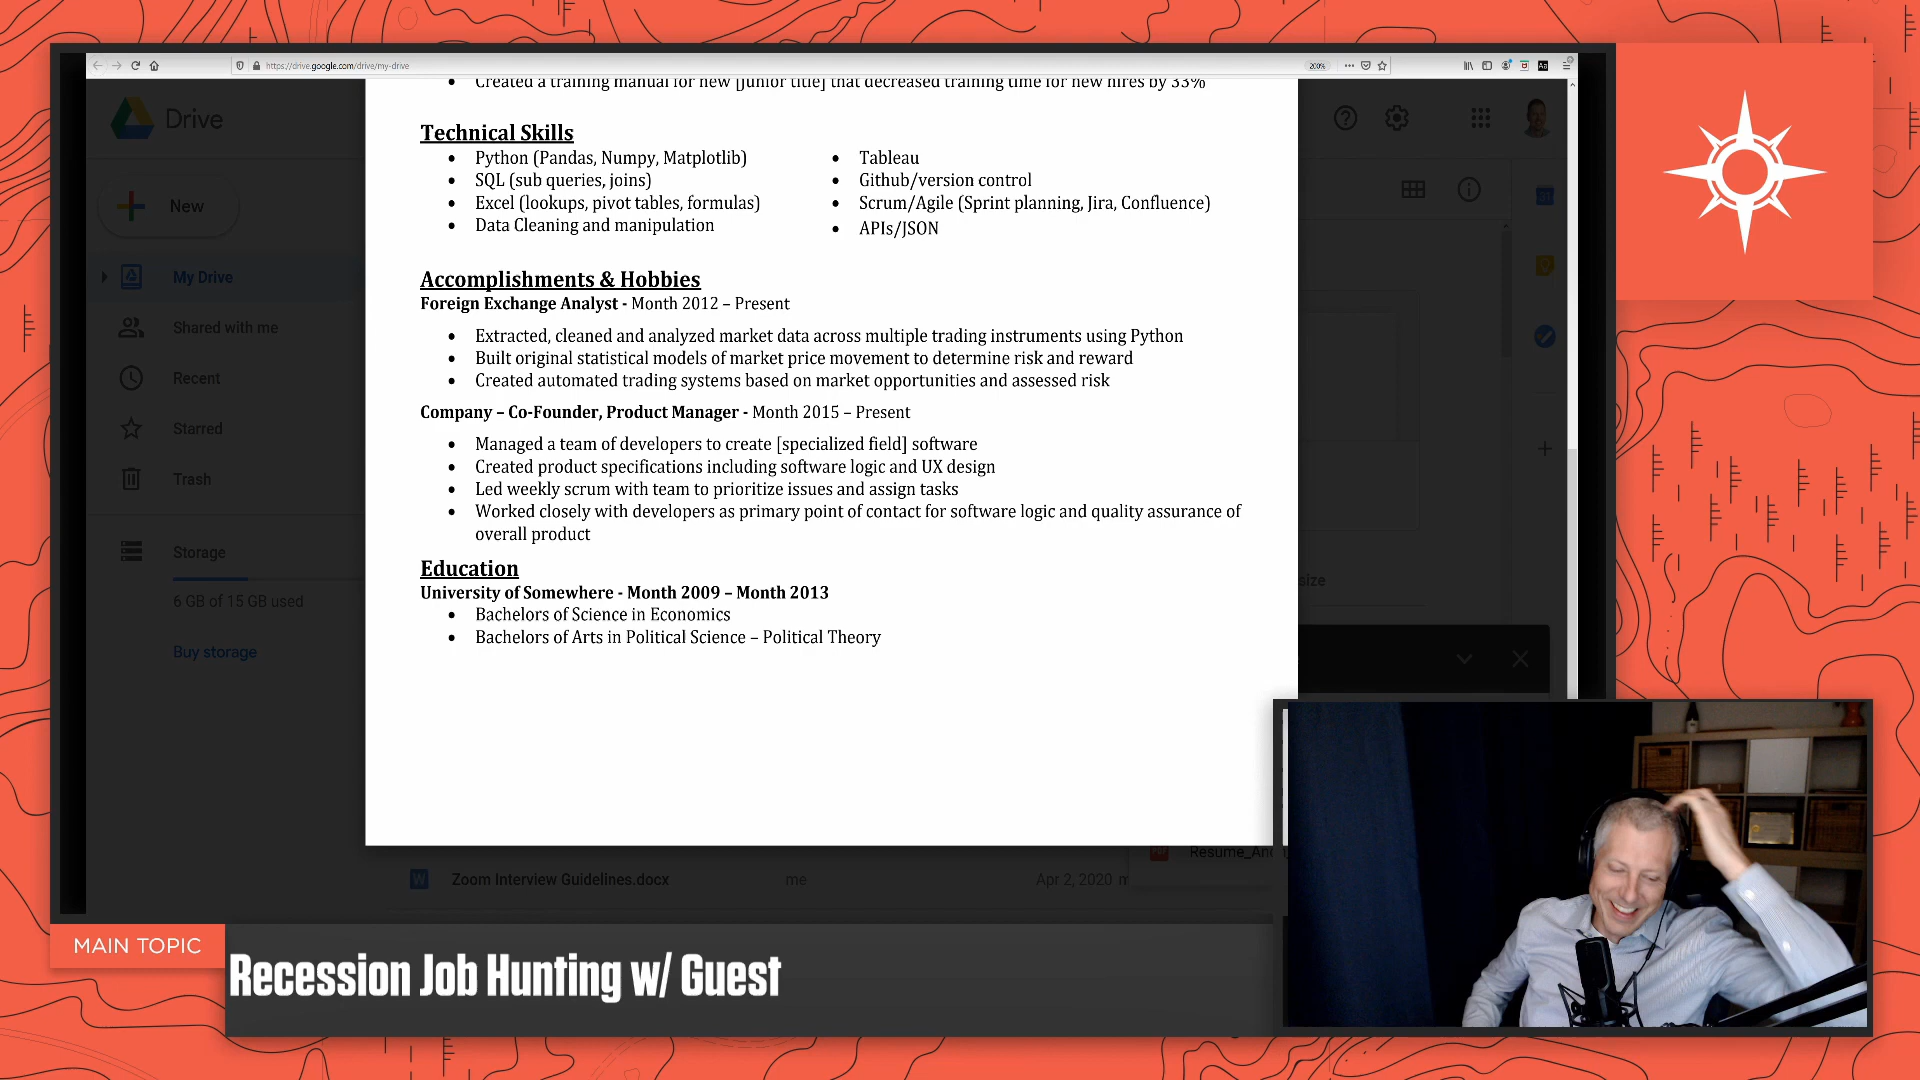 https://drive.google.com/drive/my-drive
200%
Drive
New
My Drive
Shared with me
Recent
Starred
Trash
Storage
6 GB of 15 GB used
Buy storage
Created a training manual for new [junior title] that decreased training time for new hires by 33%
Technical Skills
Python (Pandas, Numpy, Matplotlib)
SQL (sub queries, joins)
Excel (lookups, pivot tables, formulas)
Data Cleaning and manipulation
Tableau
Github/version control
Scrum/Agile (Sprint planning, Jira, Confluence)
APIs/JSON
Accomplishments & Hobbies
Foreign Exchange Analyst - Month 2012 – Present
Extracted, cleaned and analyzed market data across multiple trading instruments using Python
Built original statistical models of market price movement to determine risk and reward
Created automated trading systems based on market opportunities and assessed risk
Company – Co-Founder, Product Manager - Month 2015 – Present
Managed a team of developers to create [specialized field] software
Created product specifications including software logic and UX design
Led weekly scrum with team to prioritize issues and assign tasks
Worked closely with developers as primary point of contact for software logic and quality assurance of
overall product
Education
University of Somewhere - Month 2009 – Month 2013
Bachelors of Science in Economics
Bachelors of Arts in Political Science – Political Theory
size
Resume_An
Zoom Interview Guidelines.docx me Apr 2, 2020 m
MAIN TOPIC
Recession Job Hunting w/ Guest